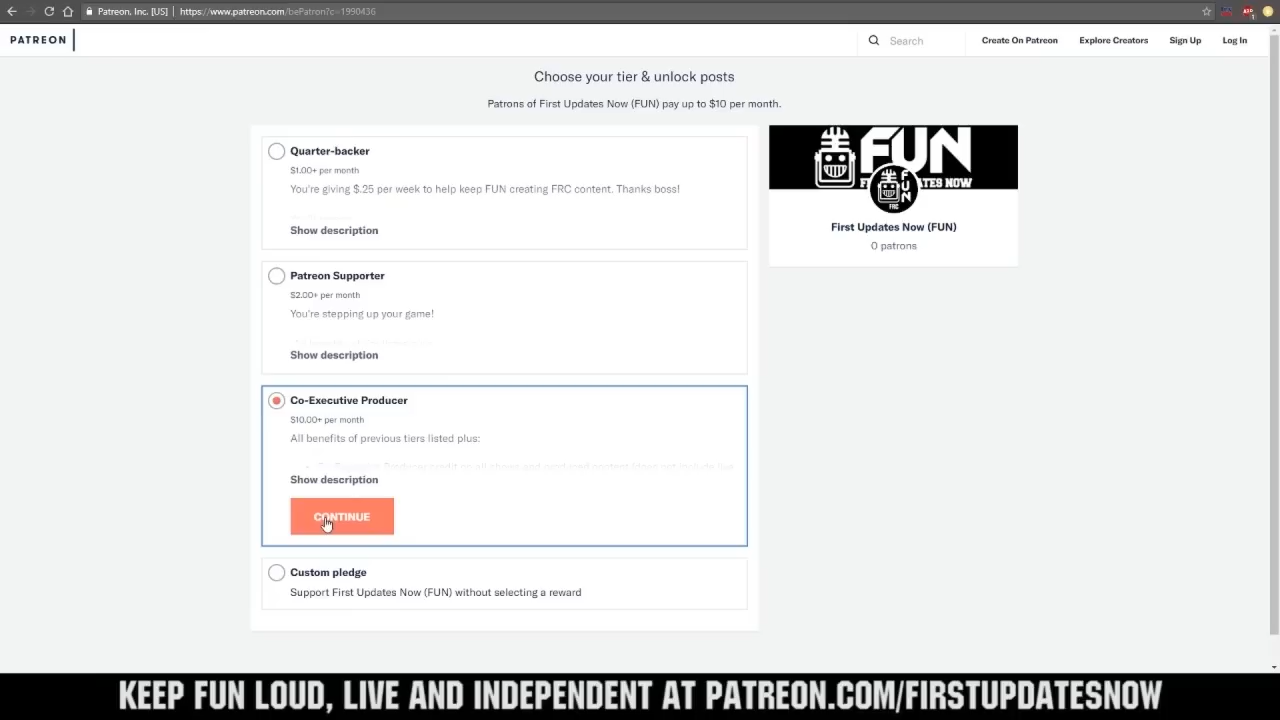 Patreon, Inc. [US] | https://www.patreon.com/bePatron?c=1990436
PATREON
Search
Create On Patreon
Explore Creators
Sign Up
Log In
Choose your tier & unlock posts
Patrons of First Updates Now (FUN) pay up to $10 per month.
Quarter-backer
$1.00+ per month
You're giving $.25 per week to help keep FUN creating FRC content. Thanks boss!
Show description
Patreon Supporter
$2.00+ per month
You're stepping up your game!
Show description
Co-Executive Producer
$10.00+ per month
All benefits of previous tiers listed plus:
Show description
CONTINUE
Custom pledge
Support First Updates Now (FUN) without selecting a reward
FUN
TES NOW
FUN
FRC
First Updates Now (FUN)
0 patrons
KEEP FUN LOUD, LIVE AND INDEPENDENT AT PATREON.COM/FIRSTUPDATESNOW